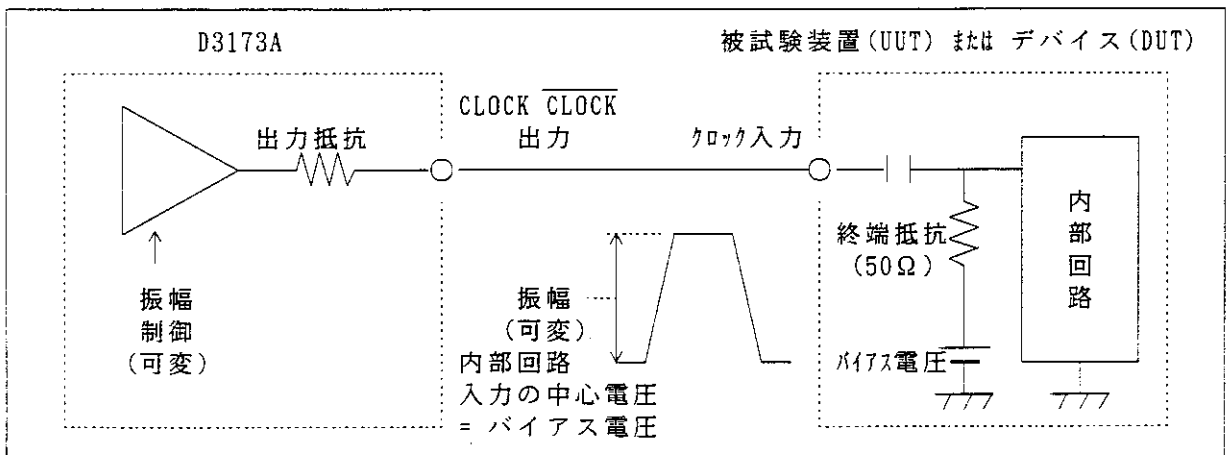 D3173A
被試験装置(UUT) または デバイス(DUT)
CLOCK CLOCK
出力
出力抵抗
クロック入力
振幅
制御
(可変)
振幅
(可変)
内部回路
入力の中心電圧
= バイアス電圧
終端抵抗
(50Ω)
バイアス電圧
内部回路